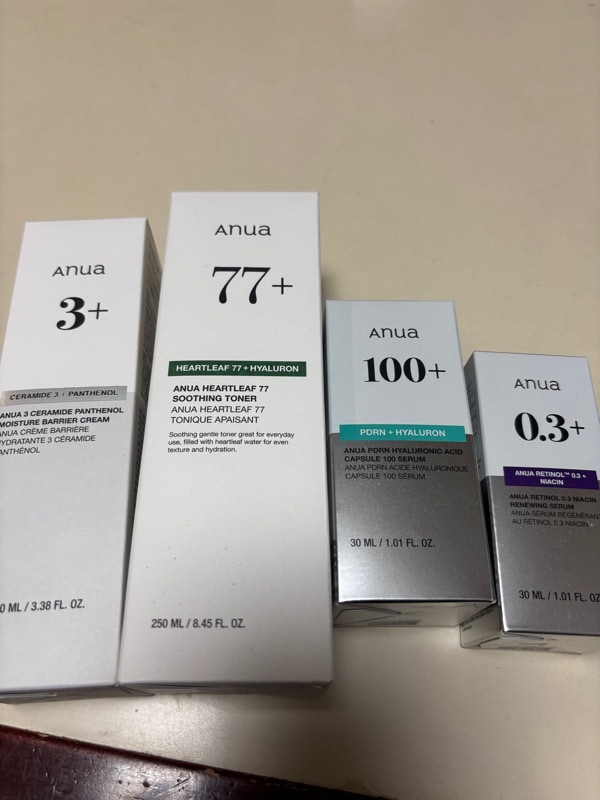 Anua
3+
CERAMIDE 3 + PANTHENOL
ANUA 3 CERAMIDE PANTHENOL
MOISTURE BARRIER CREAM
ANUA CRÈME BARRIÈRE
HYDRATANTE 3 CÉRAMIDE
PANTHÉNOL
0 ML / 3.38 FL. OZ.
Anua
77+
HEARTLEAF 77 + HYALURON
ANUA HEARTLEAF 77
SOOTHING TONER
ANUA HEARTLEAF 77
TONIQUE APAISANT
Soothing gentle toner great for everyday
use, filled with heartleaf water for even
texture and hydration.
250 ML / 8.45 FL. OZ.
Anua
100+
PDRN + HYALURON
ANUA PDRN HYALURONIC ACID
CAPSULE 100 SERUM
ANUA PDRN ACIDE HYALURONIQUE
CAPSULE 100 SÉRUM
30 ML / 1.01 FL. OZ.
Anua
0.3+
ANUA RETINOL™ 0.3 +
NIACIN
ANUA RETINOL 0.3 NIACIN
RENEWING SERUM
ANUA SÉRUM RÉGÉNÉRANT
AU RÉTINOL 0.3 NIACIN
30 ML / 1.01 FL. OZ